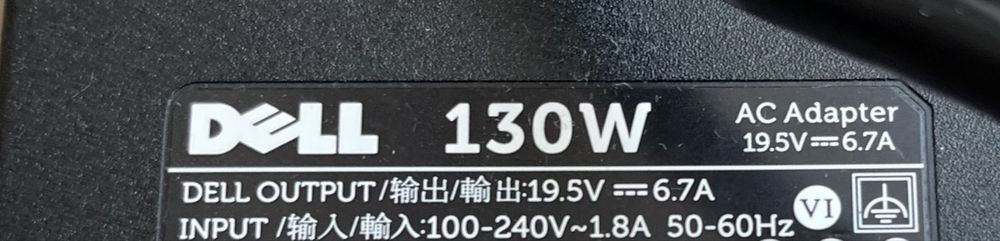 DELL 130W AC Adapter
19.5V⎓6.7A
DELL OUTPUT/输出/輸出:19.5V ⎓ 6.7A
INPUT /输入/輸入:100-240V~1.8A 50-60Hz
VI